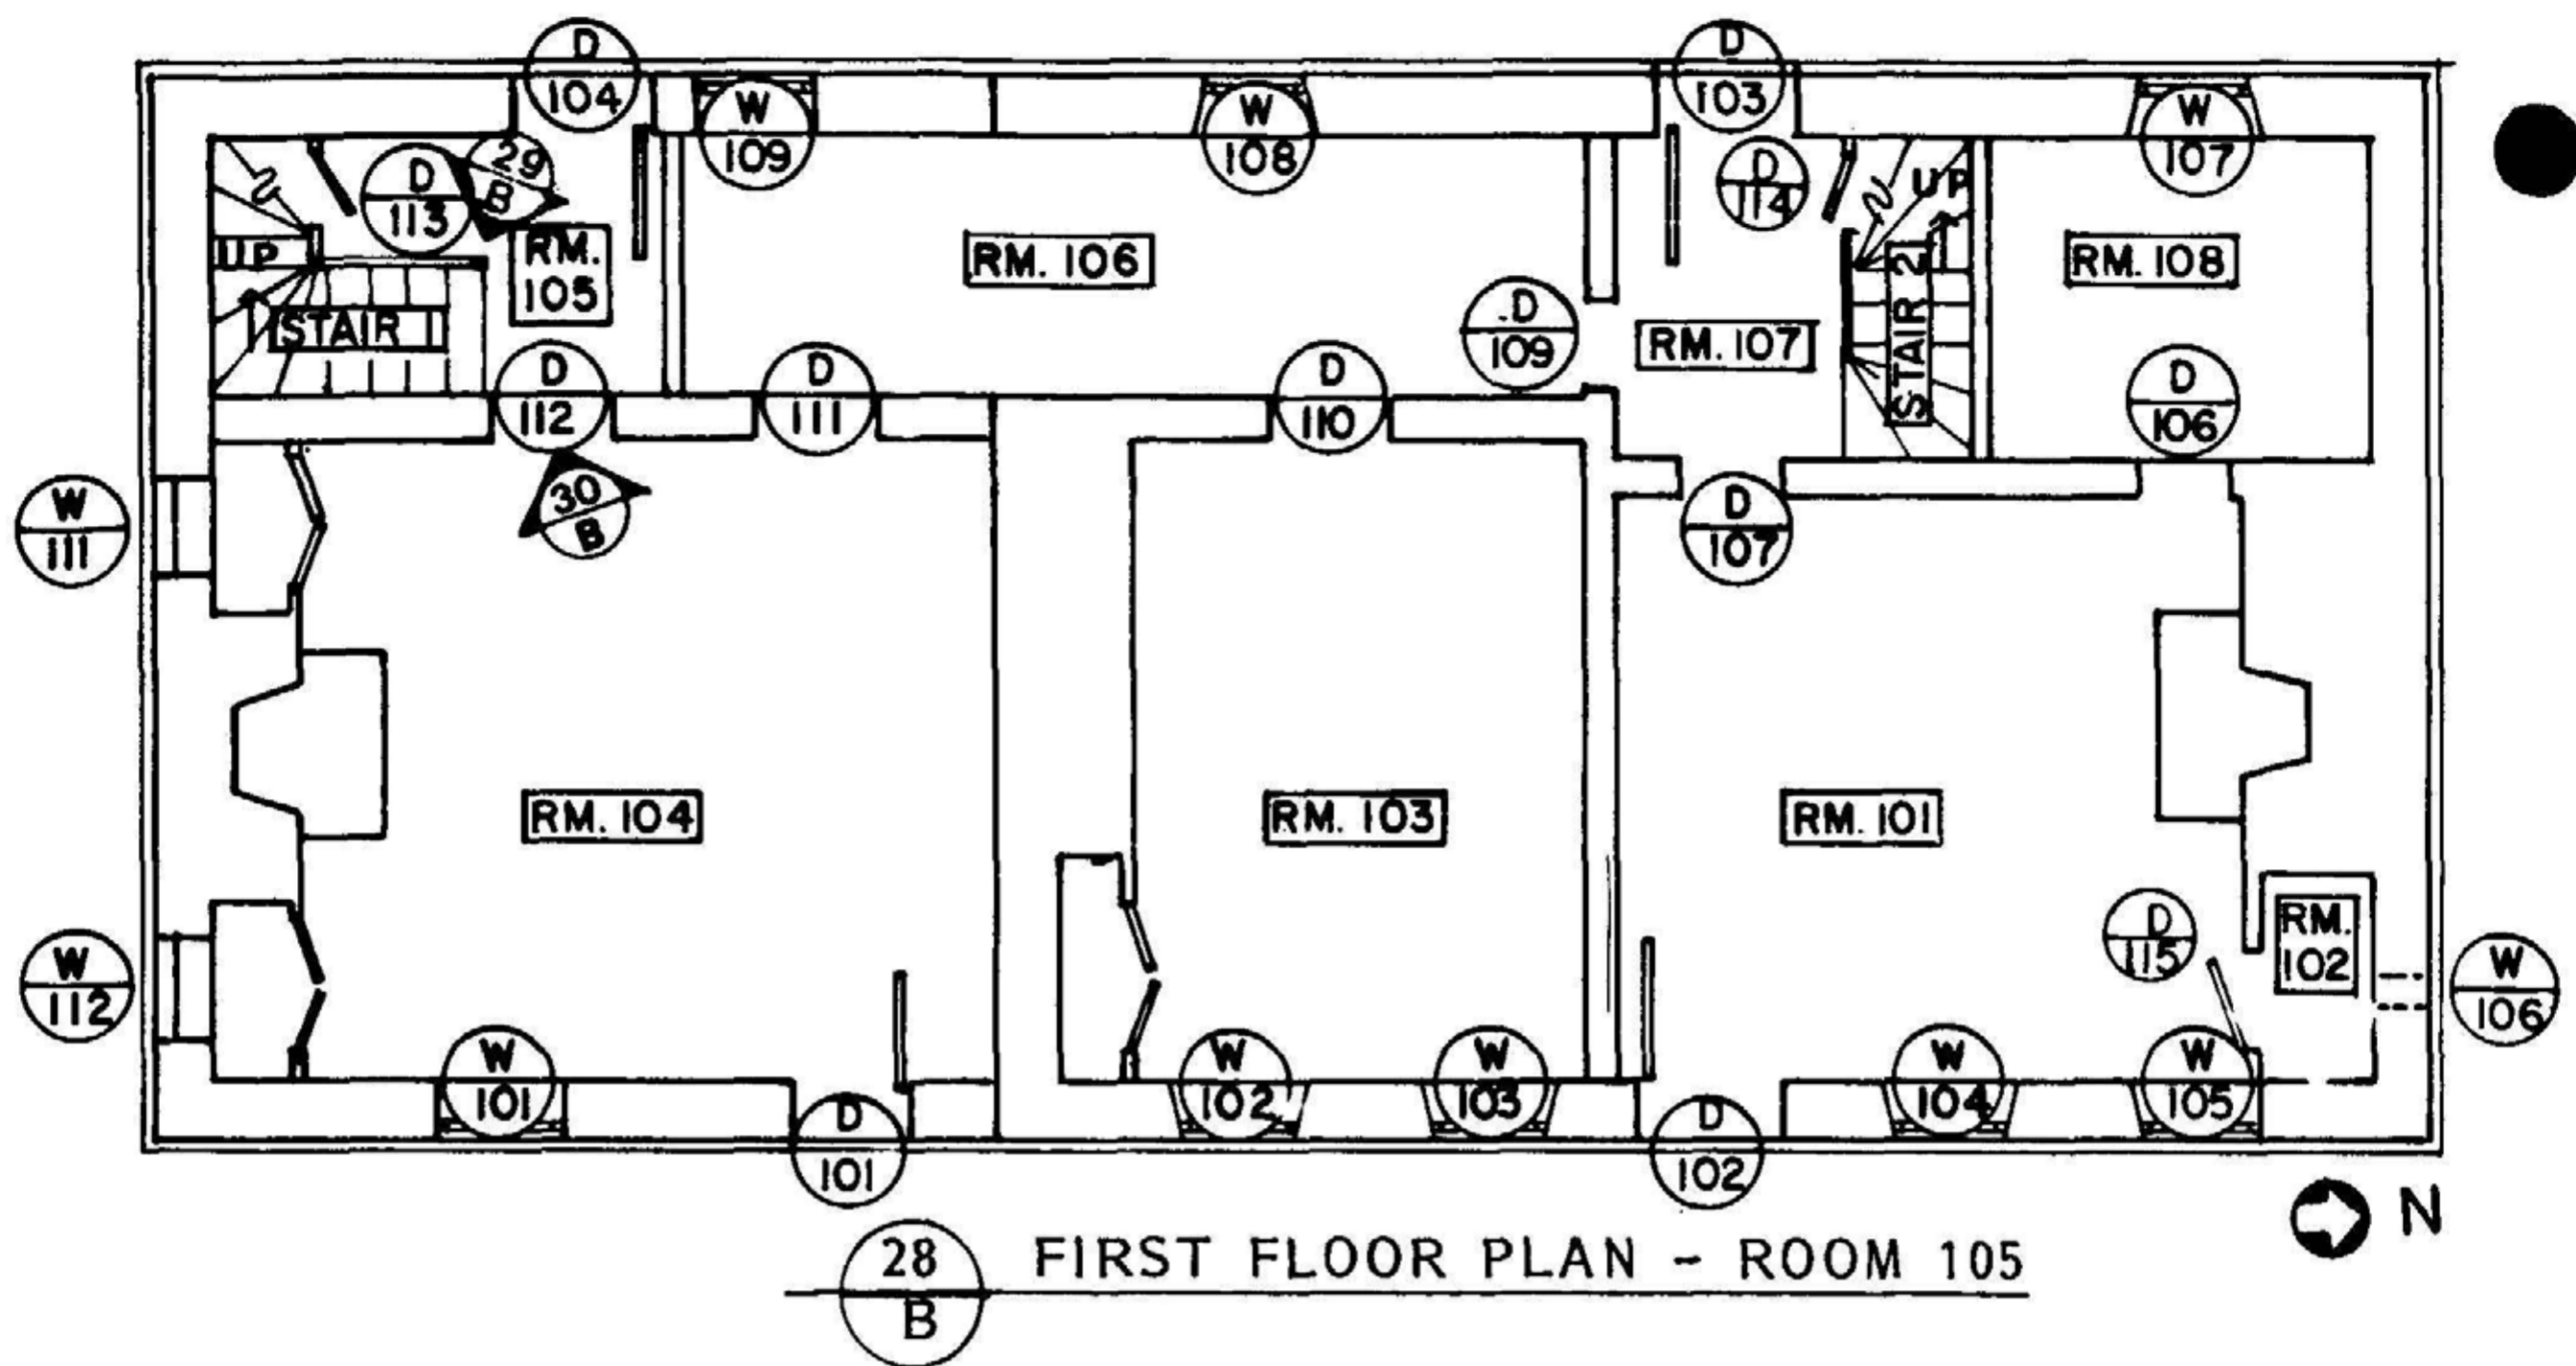 D
104
D
103
W
109
W
108
W
107
29
B
D
113
D
114
UP
UP
RM.
105
RM. 106
RM. 108
STAIR 1
D
109
RM. 107
STAIR 2
D
112
D
111
D
110
D
106
30
B
W
111
D
107
RM. 104
RM. 103
RM. 101
D
115
RM.
102
W
112
W
106
W
101
W
102
W
103
W
104
W
105
D
101
D
102
N
28
B
FIRST FLOOR PLAN - ROOM 105